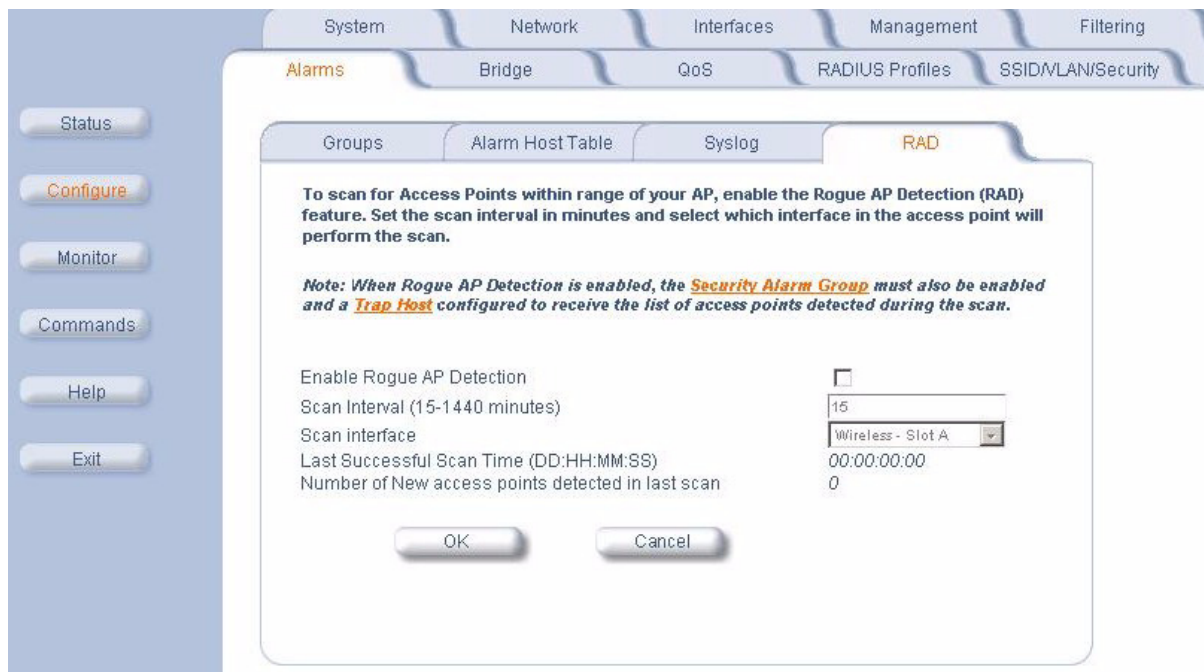 System Network Interfaces Management Filtering
Alarms Bridge QoS RADIUS Profiles SSID/VLAN/Security
Status
Configure
Monitor
Commands
Help
Exit
Groups Alarm Host Table Syslog RAD
To scan for Access Points within range of your AP, enable the Rogue AP Detection (RAD)
feature. Set the scan interval in minutes and select which interface in the access point will
perform the scan.
Note: When Rogue AP Detection is enabled, the Security Alarm Group must also be enabled
and a Trap Host configured to receive the list of access points detected during the scan.
Enable Rogue AP Detection
Scan Interval (15-1440 minutes) 15
Scan interface Wireless - Slot A
Last Successful Scan Time (DD:HH:MM:SS) 00:00:00:00
Number of New access points detected in last scan 0
OK Cancel